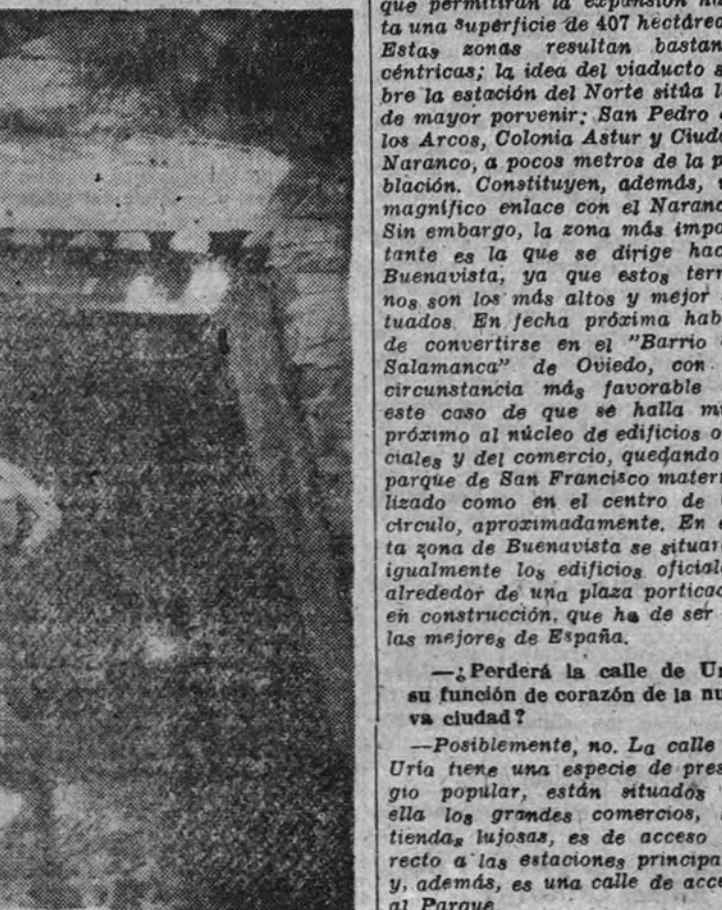 que permitirán la expansión ha
ta una superficie de 407 hectárea
Estas zonas resultan bastan
céntricas; la idea del viaducto s
bre la estación del Norte sitúa l
de mayor porvenir: San Pedro
los Arcos, Colonia Astur y Ciuda
Naranco, a pocos metros de la p
blación. Constituyen, además,
magnífico enlace con el Naranc
Sin embargo, la zona más impo
tante es la que se dirige hac
Buenavista, ya que estos terr
nos son los más altos y mejor
tuados. En fecha próxima hab
de convertirse en el "Barrio
Salamanca" de Oviedo, con
circunstancia más favorable
este caso de que se halla m
próximo al núcleo de edificios o
ciales y del comercio, quedando
parque de San Francisco materi
lizado como en el centro de
círculo, aproximadamente. En e
ta zona de Buenavista se situar
igualmente los edificios oficial
alrededor de una plaza porticad
en construcción, que ha de ser
las mejores de España.
—¿Perderá la calle de Ur
su función de corazón de la nu
va ciudad?
—Posiblemente, no. La calle
Uría tiene una especie de pres
gio popular, están situados
ella los grandes comercios,
tiendas lujosas, es de acceso
recto a las estaciones principa
y, además, es una calle de acce
al Parque